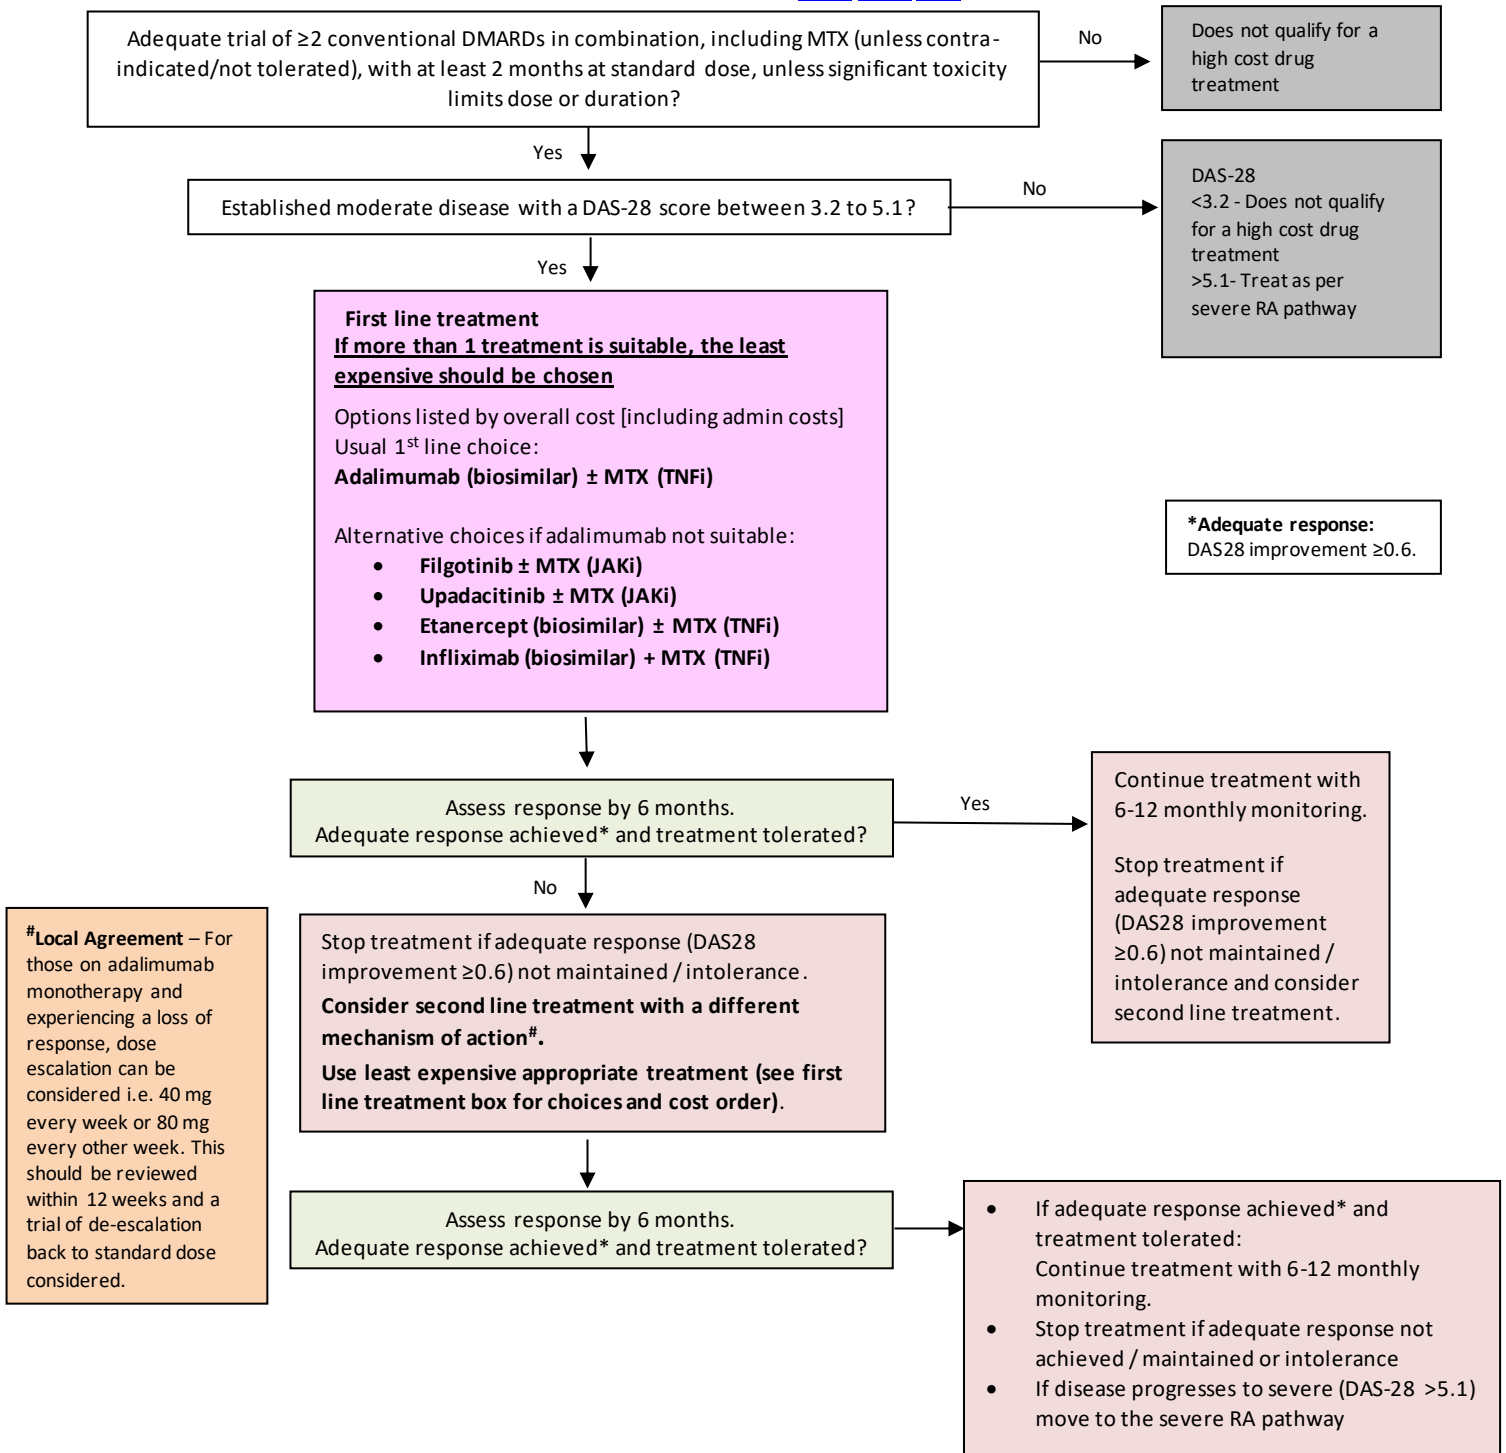 Adequate trial of ≥2 conventional DMARDs in combination, including MTX (unless contra-
indicated/not tolerated), with at least 2 months at standard dose, unless significant toxicity
limits dose or duration?
No
Does not qualify for a
high cost drug
treatment
Yes
Established moderate disease with a DAS-28 score between 3.2 to 5.1?
No
DAS-28
<3.2 - Does not qualify
for a high cost drug
treatment
>5.1- Treat as per
severe RA pathway
Yes
First line treatment
If more than 1 treatment is suitable, the least
expensive should be chosen
Options listed by overall cost [including admin costs]
Usual 1st line choice:
Adalimumab (biosimilar) ± MTX (TNFi)
Alternative choices if adalimumab not suitable:
• Filgotinib ± MTX (JAKi)
• Upadacitinib ± MTX (JAKi)
• Etanercept (biosimilar) ± MTX (TNFi)
• Infliximab (biosimilar) + MTX (TNFi)
*Adequate response:
DAS28 improvement ≥0.6.
Assess response by 6 months.
Adequate response achieved* and treatment tolerated?
Yes
Continue treatment with
6-12 monthly monitoring.
Stop treatment if
adequate response
(DAS28 improvement
≥0.6) not maintained /
intolerance and consider
second line treatment.
No
#Local Agreement – For
those on adalimumab
monotherapy and
experiencing a loss of
response, dose
escalation can be
considered i.e. 40 mg
every week or 80 mg
every other week. This
should be reviewed
within 12 weeks and a
trial of de-escalation
back to standard dose
considered.
Stop treatment if adequate response (DAS28
improvement ≥0.6) not maintained / intolerance.
Consider second line treatment with a different
mechanism of action#.
Use least expensive appropriate treatment (see first
line treatment box for choices and cost order).
Assess response by 6 months.
Adequate response achieved* and treatment tolerated?
• If adequate response achieved* and
treatment tolerated:
Continue treatment with 6-12 monthly
monitoring.
• Stop treatment if adequate response not
achieved / maintained or intolerance
• If disease progresses to severe (DAS-28 >5.1)
move to the severe RA pathway